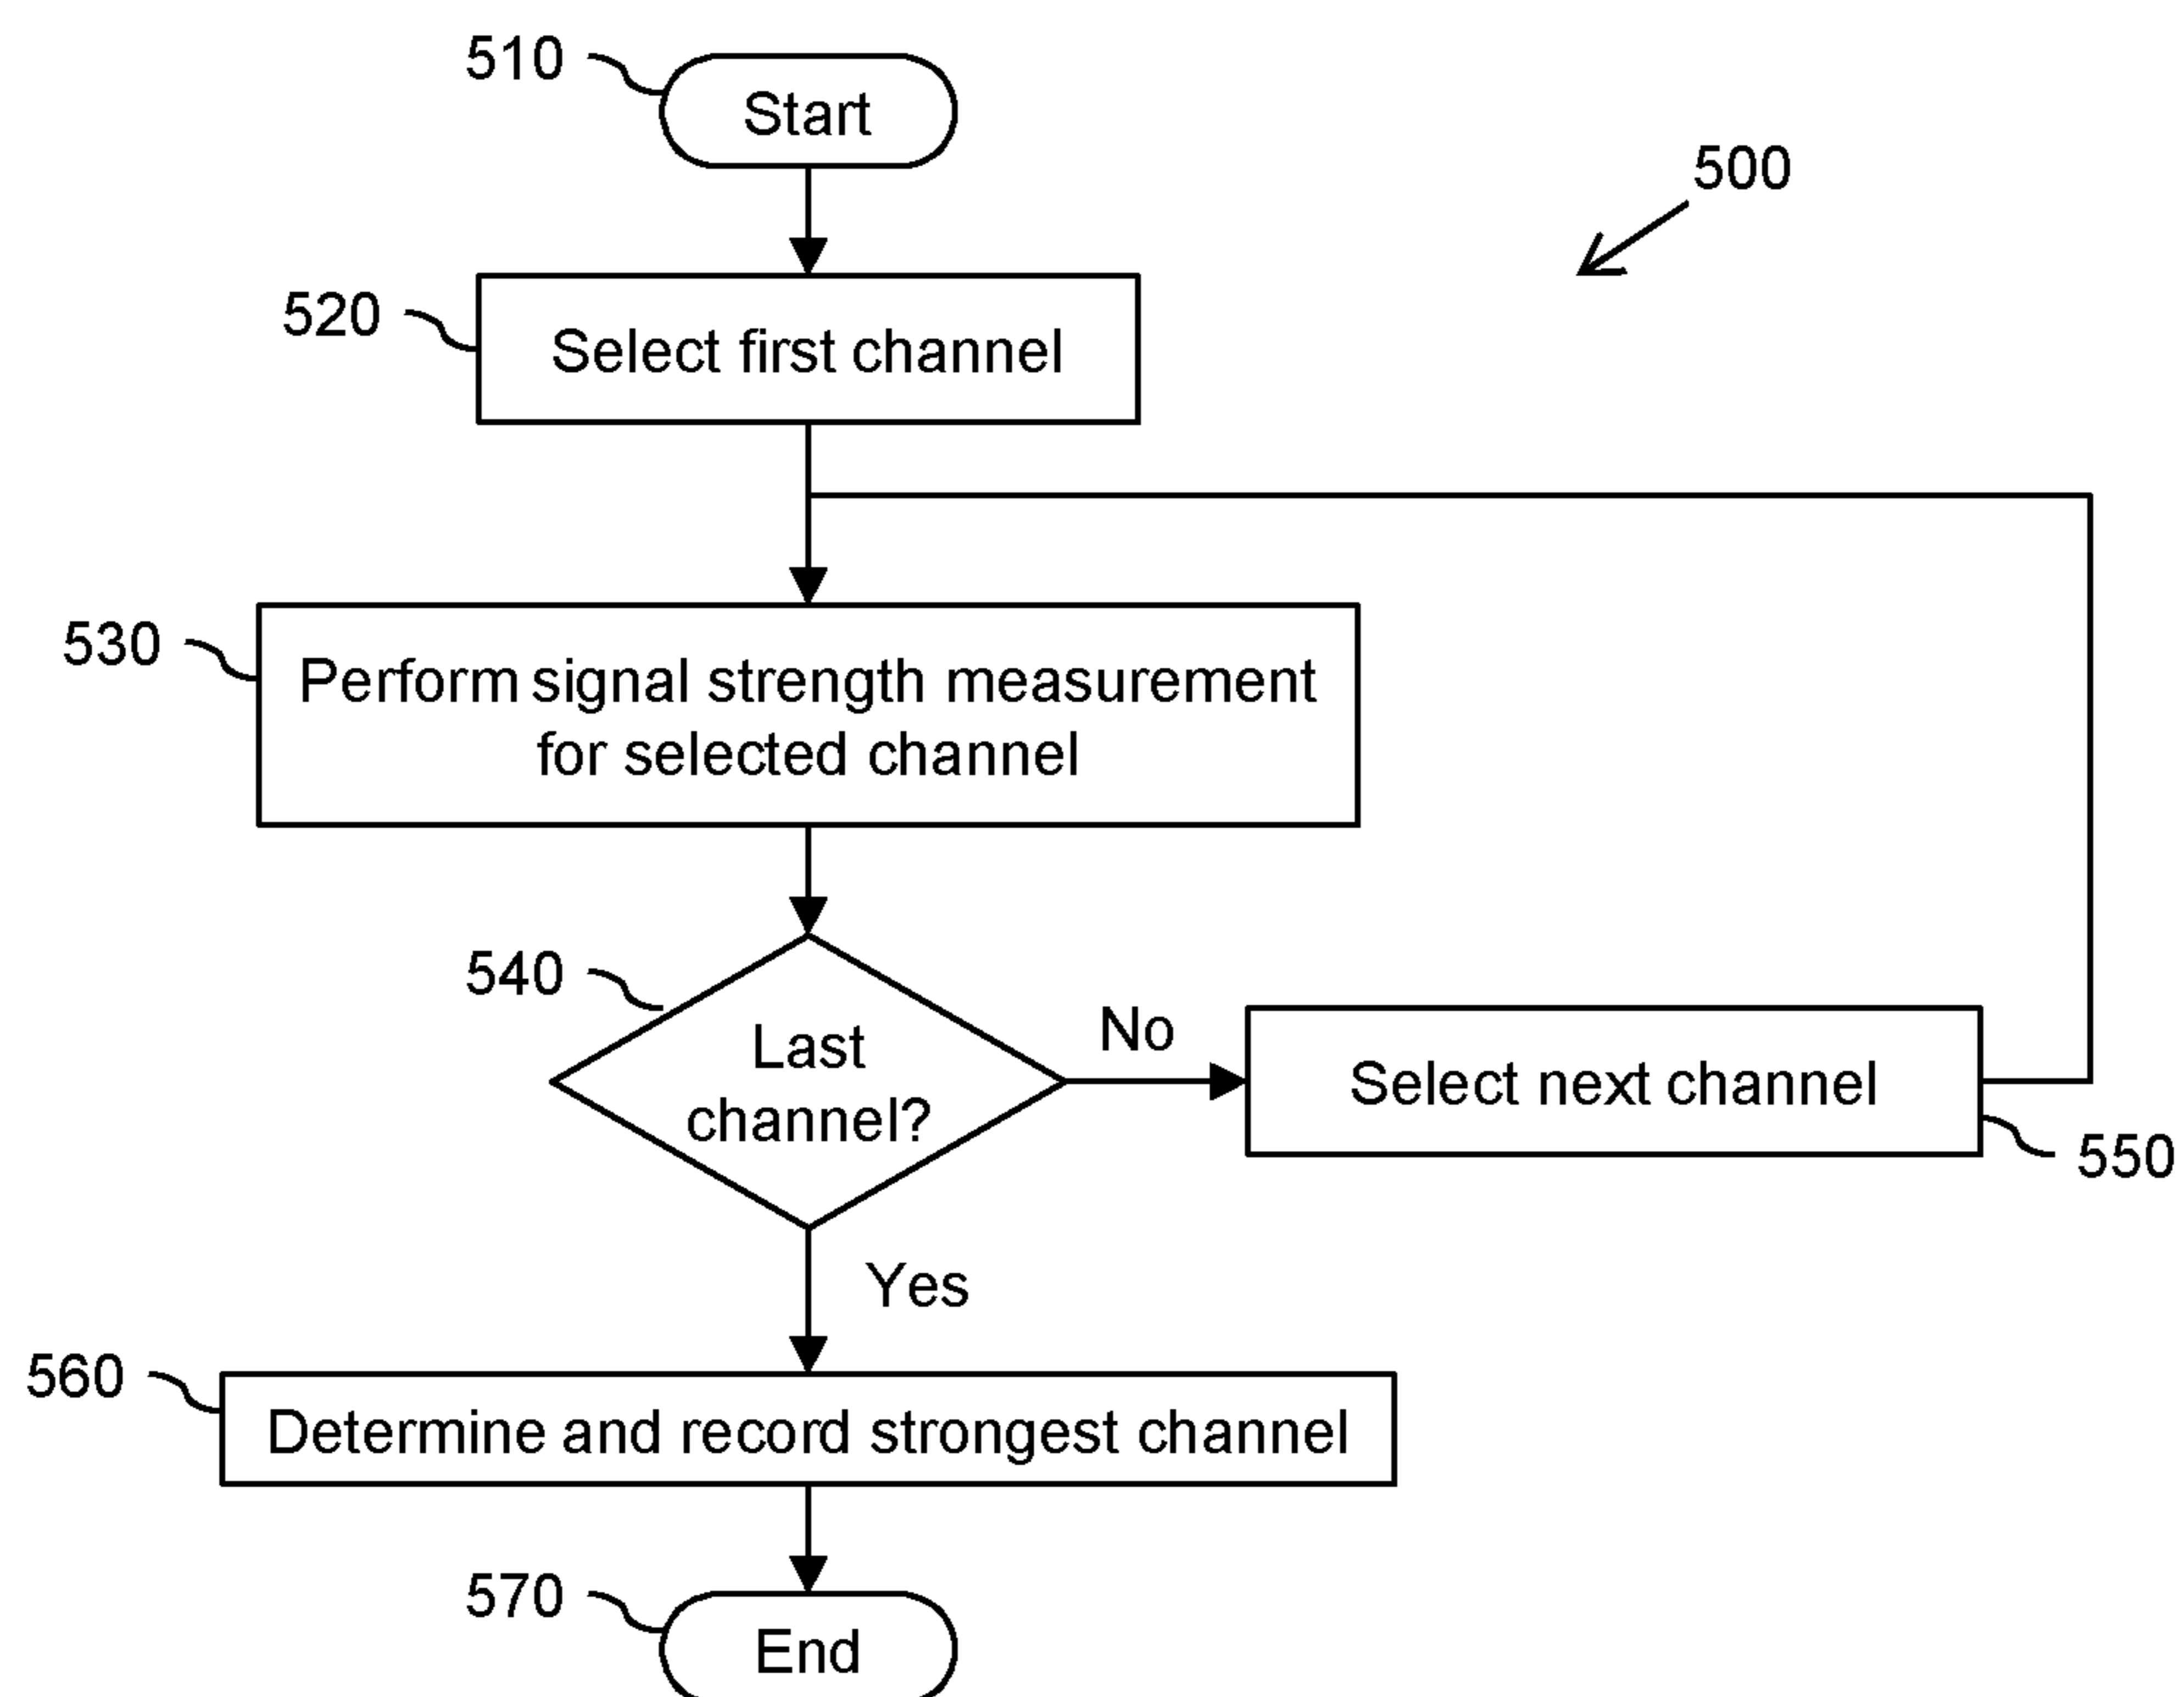 510
Start
500
520
Select first channel
530
Perform signal strength measurement
for selected channel
540
Last
channel?
No
Select next channel
550
Yes
560
Determine and record strongest channel
570
End